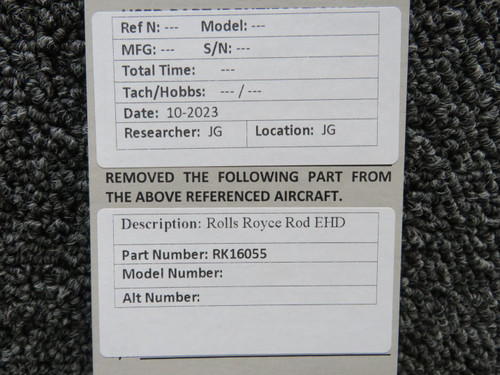 Ref N: --- Model: ---
MFG: --- S/N: ---
Total Time: ---
Tach/Hobbs: --- / ---
Date: 10-2023
Researcher: JG Location: JG
REMOVED THE FOLLOWING PART FROM
THE ABOVE REFERENCED AIRCRAFT.
Description: Rolls Royce Rod EHD
Part Number: RK16055
Model Number:
Alt Number: